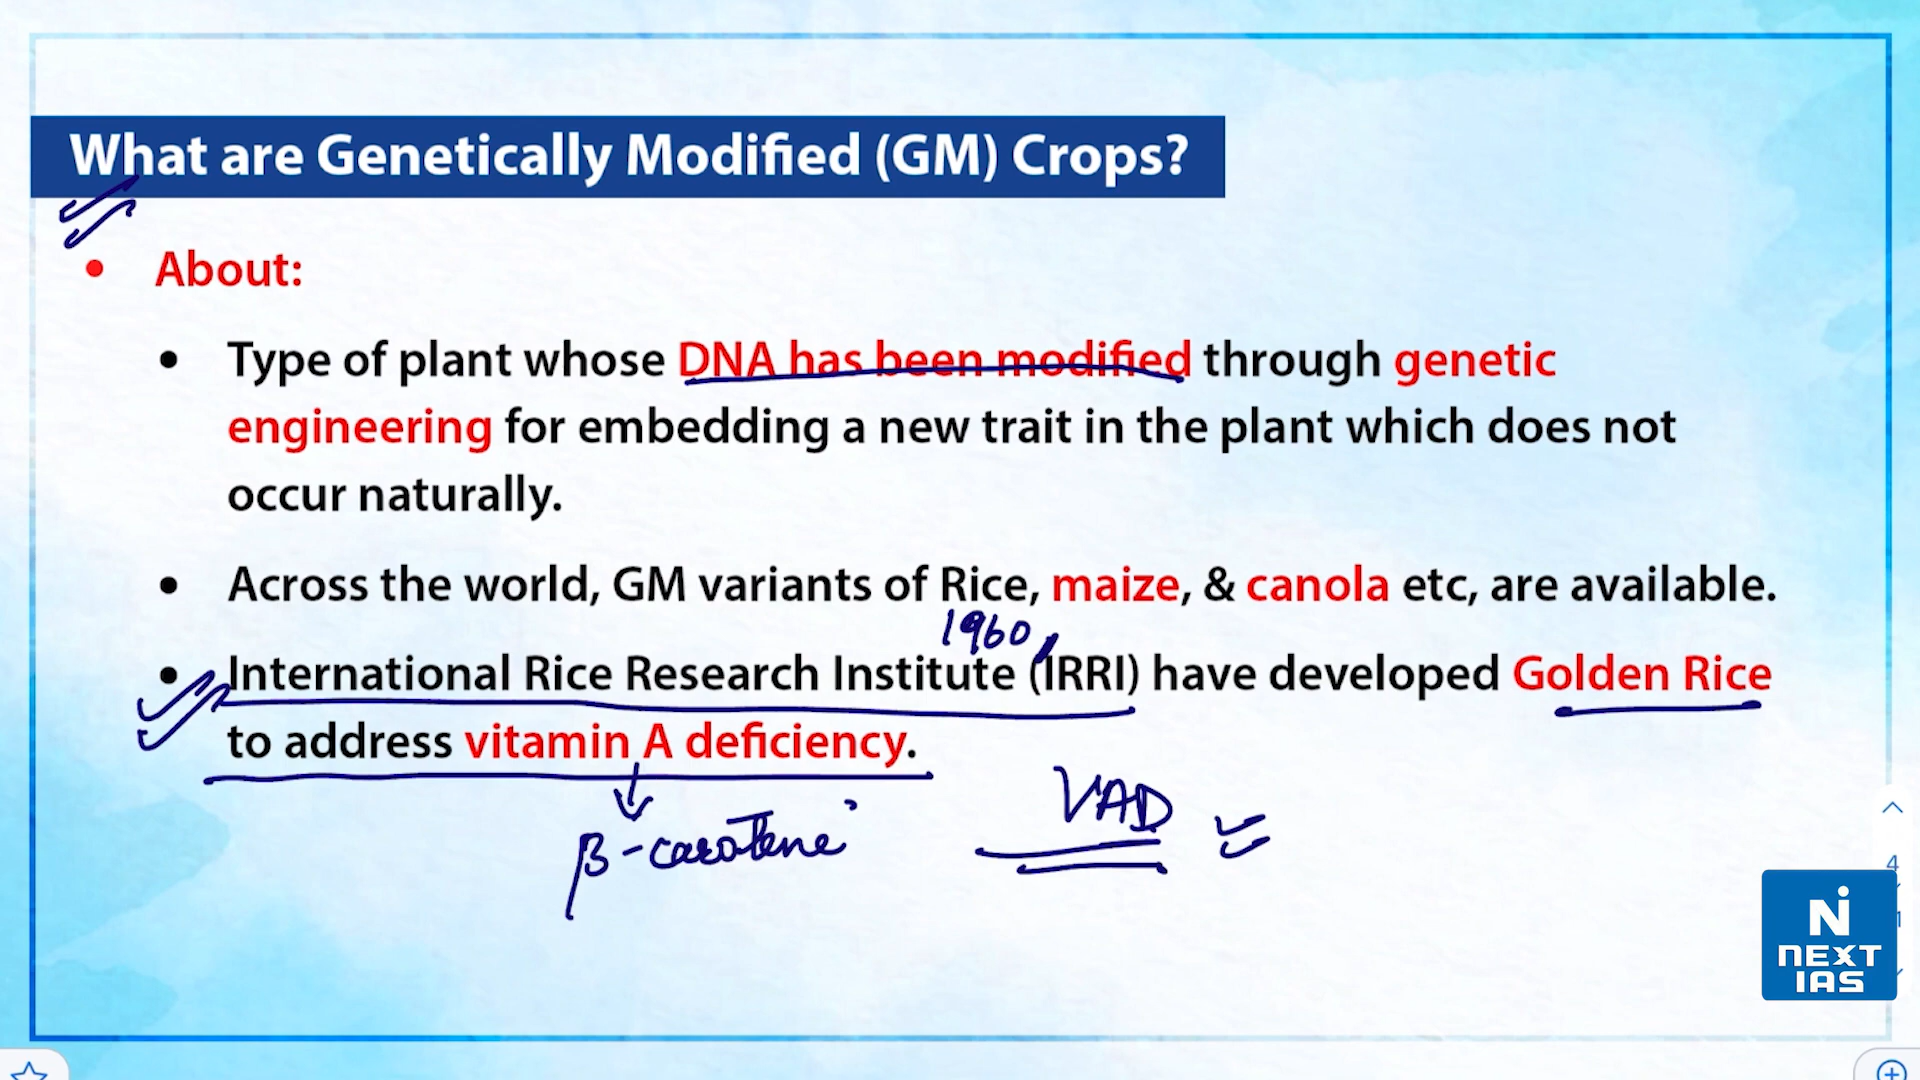 What are Genetically Modified (GM) Crops?
• About:
• Type of plant whose DNA has been modified through genetic
engineering for embedding a new trait in the plant which does not
occur naturally.
• Across the world, GM variants of Rice, maize, & canola etc, are available.
1960
• International Rice Research Institute (IRRI) have developed Golden Rice
to address vitamin A deficiency.
VAD
β-carotene
4
NEXT
IAS